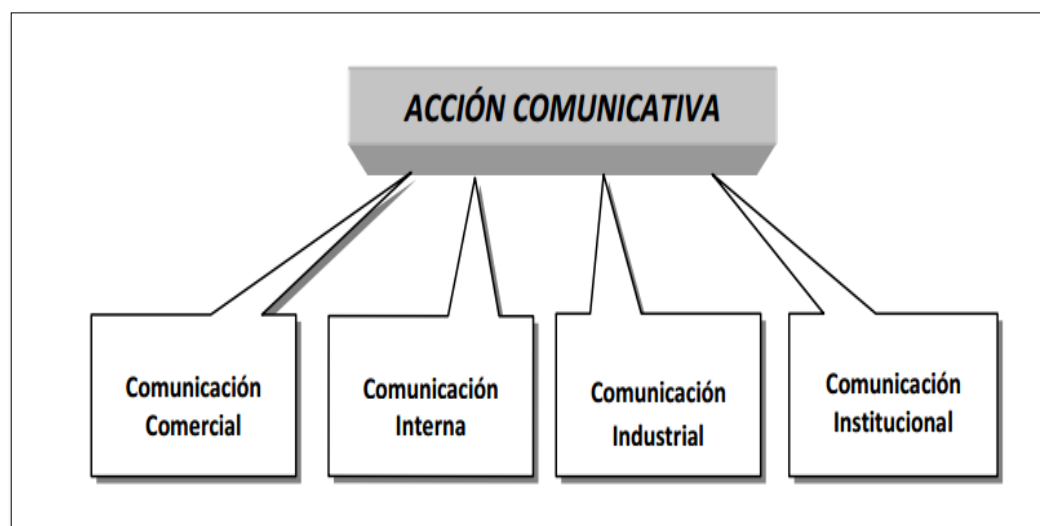 ACCIÓN COMUNICATIVA
Comunicación
Comercial
Comunicación
Interna
Comunicación
Industrial
Comunicación
Institucional